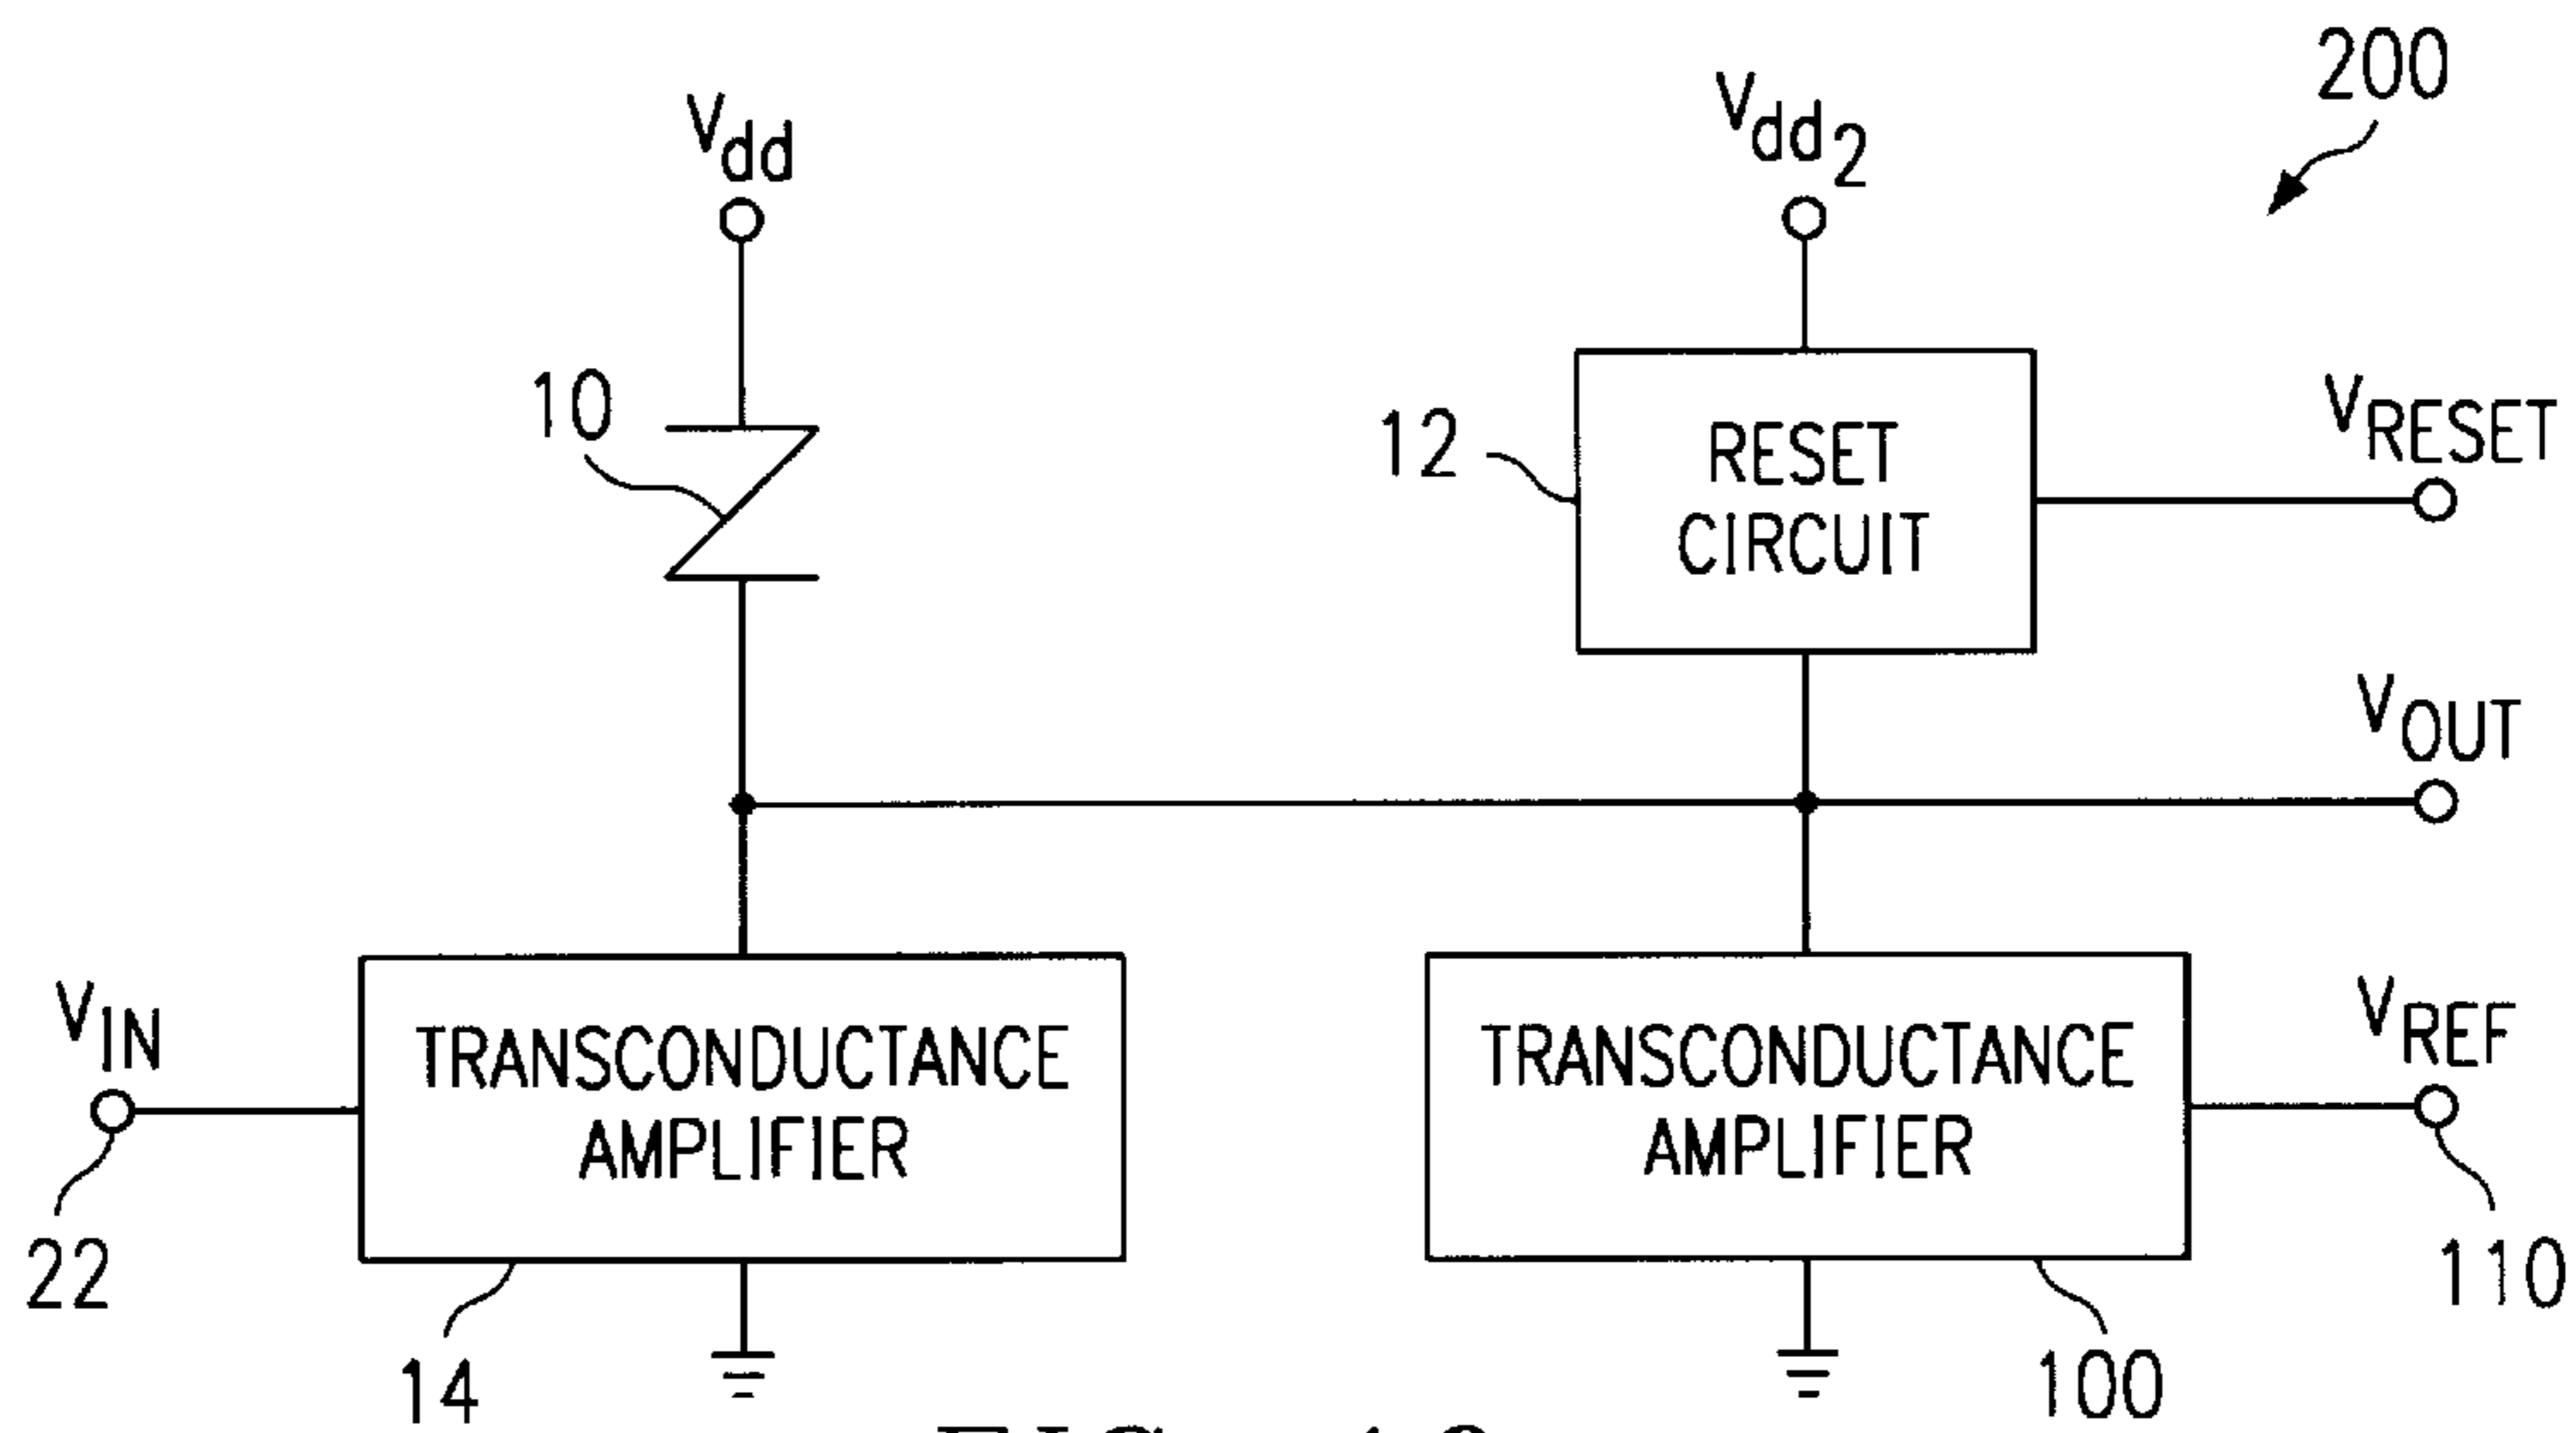 200
Vdd
Vdd2
10
12
RESET
CIRCUIT
VRESET
VOUT
VIN
TRANSCONDUCTANCE
AMPLIFIER
TRANSCONDUCTANCE
AMPLIFIER
VREF
22
110
14
100